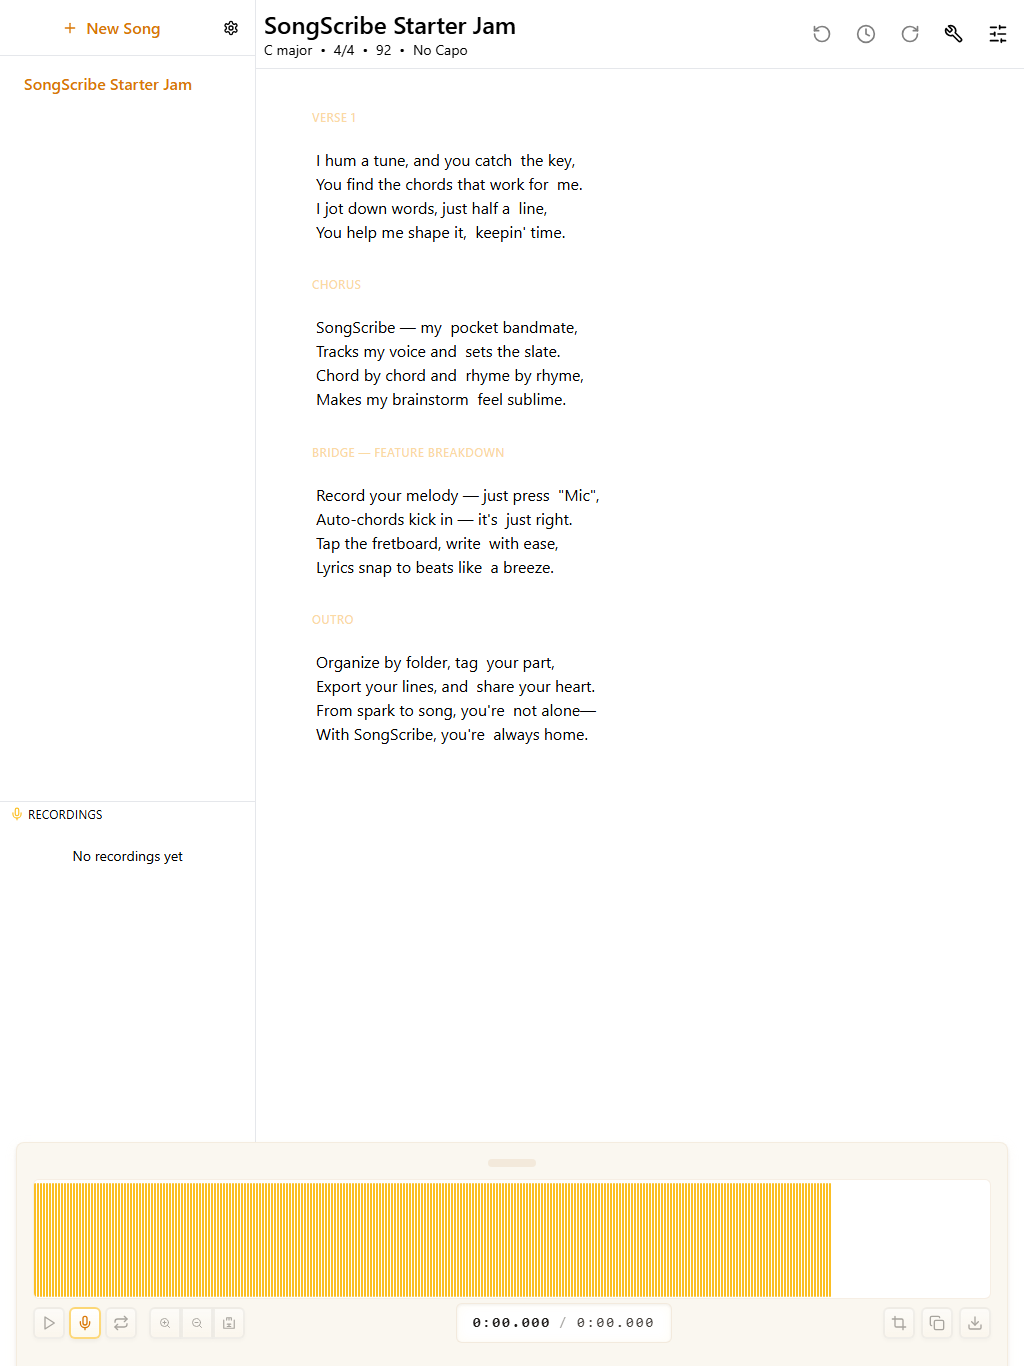 New Song
SongScribe Starter Jam
SongScribe Starter Jam
C major • 4/4 • 92 • No Capo
VERSE 1
I hum a tune, and you catch the key,
You find the chords that work for me.
I jot down words, just half a line,
You help me shape it, keepin' time.
CHORUS
SongScribe — my pocket bandmate,
Tracks my voice and sets the slate.
Chord by chord and rhyme by rhyme,
Makes my brainstorm feel sublime.
BRIDGE — FEATURE BREAKDOWN
Record your melody — just press "Mic",
Auto-chords kick in — it's just right.
Tap the fretboard, write with ease,
Lyrics snap to beats like a breeze.
OUTRO
Organize by folder, tag your part,
Export your lines, and share your heart.
From spark to song, you're not alone—
With SongScribe, you're always home.
RECORDINGS
No recordings yet
0:00.000 / 0:00.000